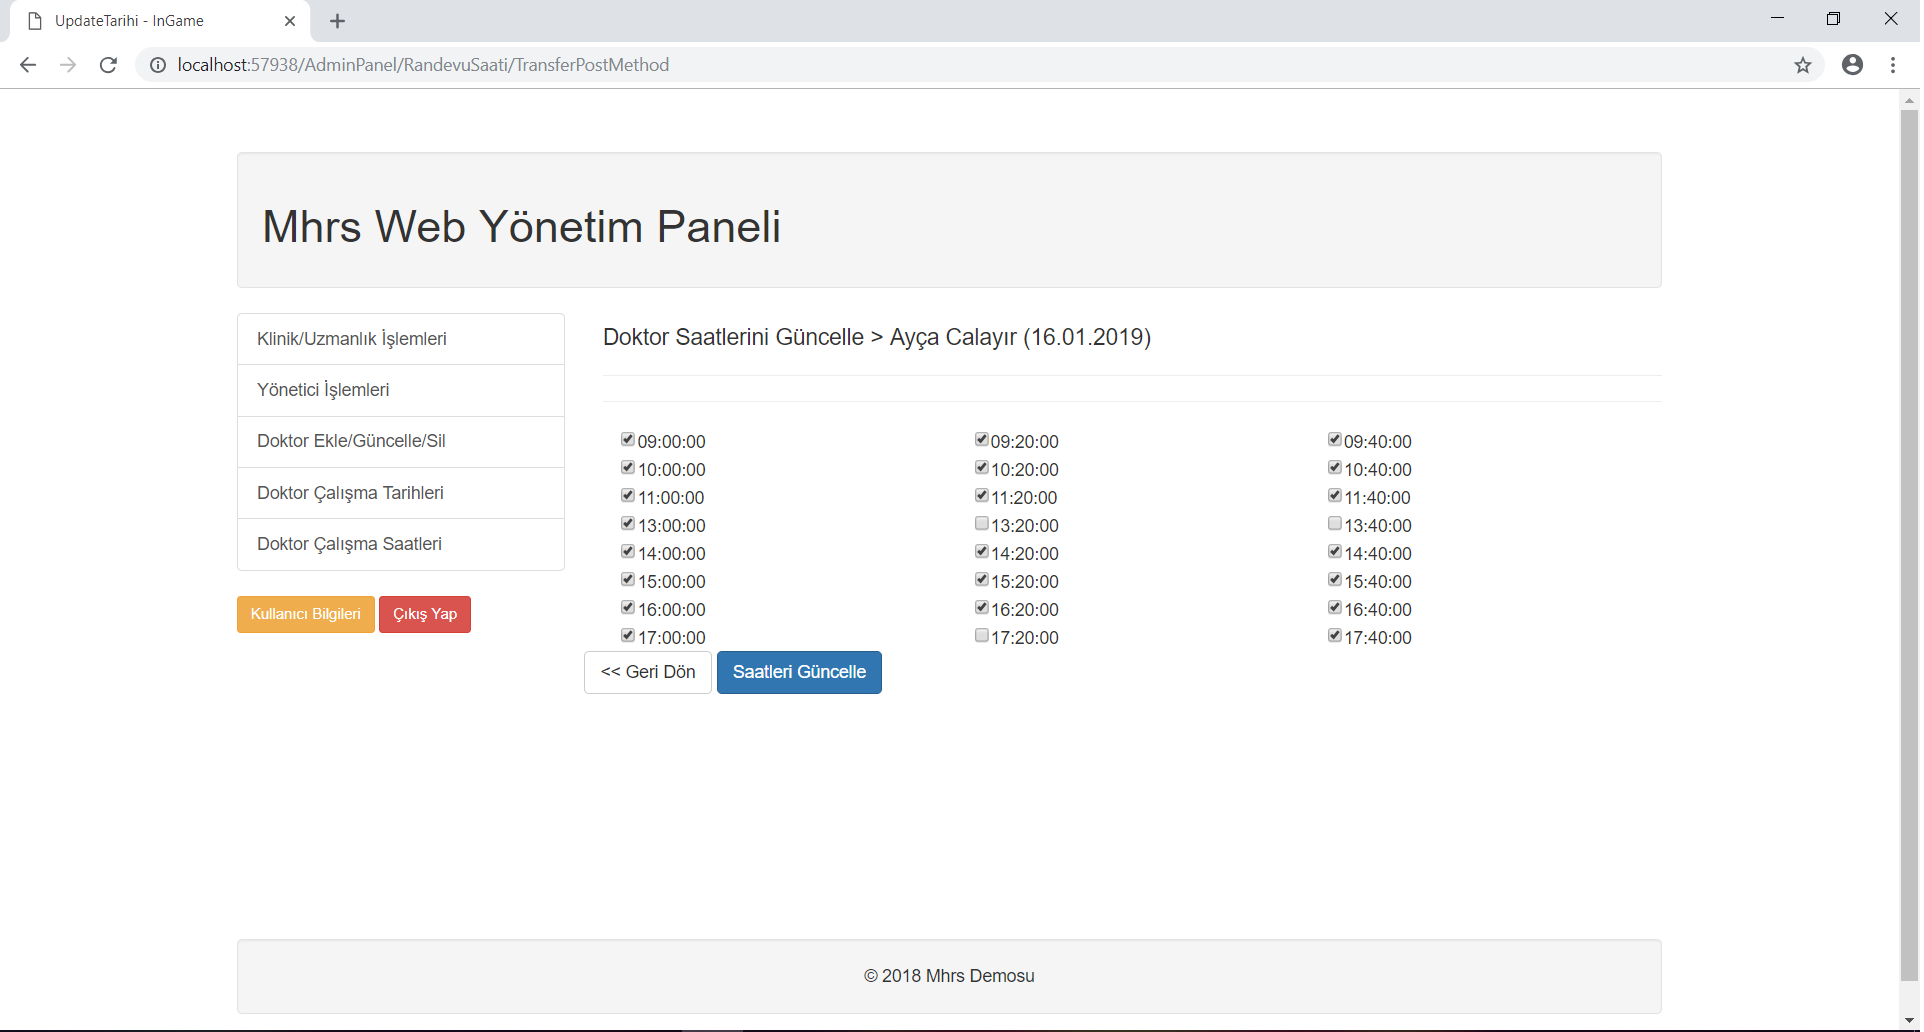 UpdateTarihi - InGame
localhost:57938/AdminPanel/RandevuSaati/TransferPostMethod
Mhrs Web Yönetim Paneli
Klinik/Uzmanlık İşlemleri
Yönetici İşlemleri
Doktor Ekle/Güncelle/Sil
Doktor Çalışma Tarihleri
Doktor Çalışma Saatleri
Kullanıcı Bilgileri Çıkış Yap
Doktor Saatlerini Güncelle > Ayça Calayır (16.01.2019)
09:00:00 09:20:00 09:40:00
10:00:00 10:20:00 10:40:00
11:00:00 11:20:00 11:40:00
13:00:00 13:20:00 13:40:00
14:00:00 14:20:00 14:40:00
15:00:00 15:20:00 15:40:00
16:00:00 16:20:00 16:40:00
17:00:00 17:20:00 17:40:00
<< Geri Dön Saatleri Güncelle
© 2018 Mhrs Demosu